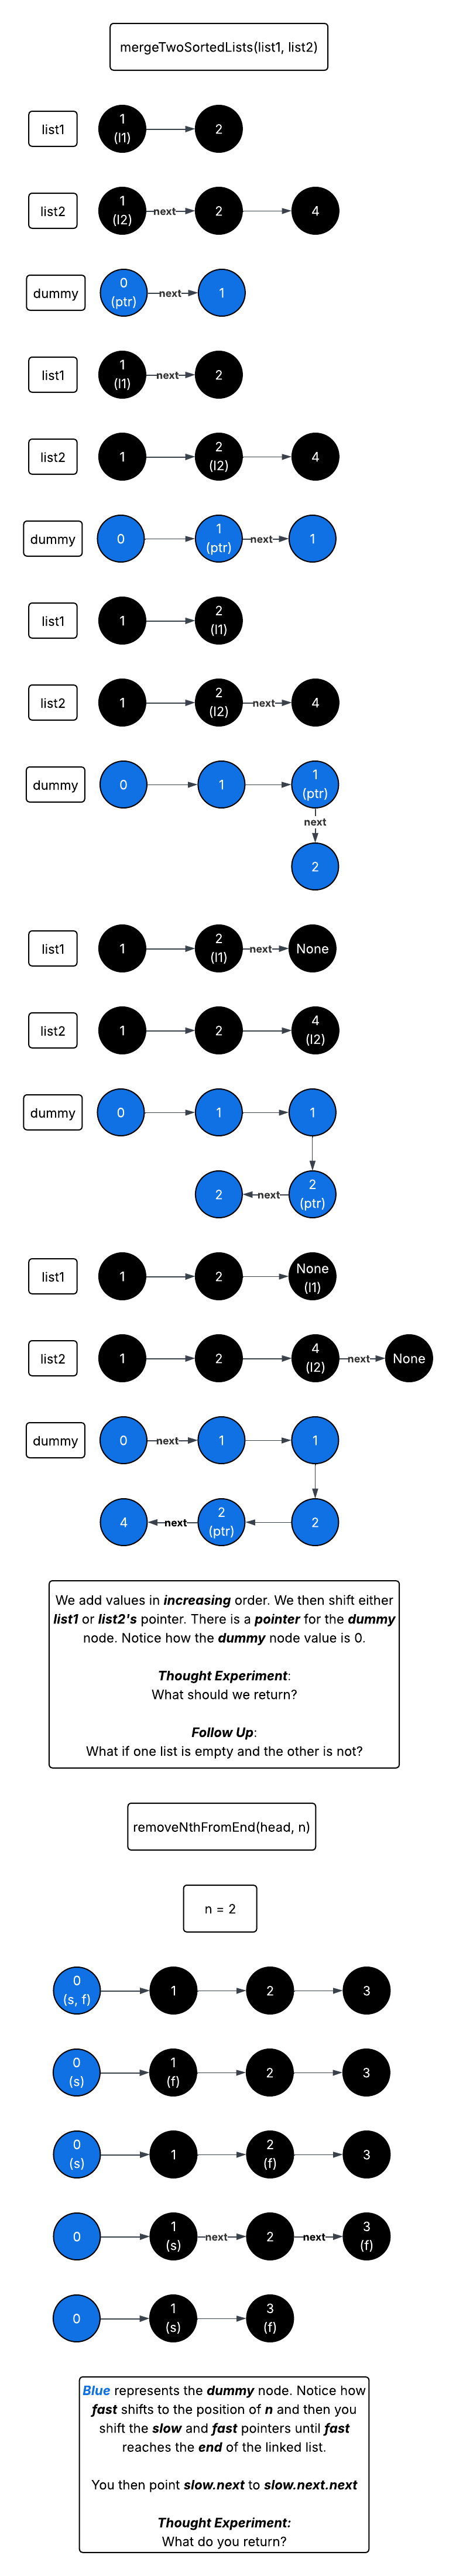 mergeTwoSortedLists(list1, list2)
list1
1
(l1)
2
list2
1
(l2)
next
2
4
dummy
0
(ptr)
next
1
list1
1
(l1)
next
2
list2
1
2
(l2)
4
dummy
0
1
(ptr)
next
1
list1
1
2
(l1)
list2
1
2
(l2)
next
4
dummy
0
1
1
(ptr)
next
2
list1
1
2
(l1)
next
None
list2
1
2
4
(l2)
dummy
0
1
1
2
next
2
(ptr)
list1
1
2
None
(l1)
list2
1
2
4
(l2)
next
None
dummy
0
next
1
1
4
next
2
(ptr)
2
We add values in increasing order. We then shift either
list1 or list2's pointer. There is a pointer for the dummy
node. Notice how the dummy node value is 0.
Thought Experiment:
What should we return?
Follow Up:
What if one list is empty and the other is not?
removeNthFromEnd(head, n)
n = 2
0
(s, f)
1
2
3
0
(s)
1
(f)
2
3
0
(s)
1
2
(f)
3
0
1
(s)
next
2
next
3
(f)
0
1
(s)
3
(f)
Blue represents the dummy node. Notice how
fast shifts to the position of n and then you
shift the slow and fast pointers until fast
reaches the end of the linked list.
You then point slow.next to slow.next.next
Thought Experiment:
What do you return?